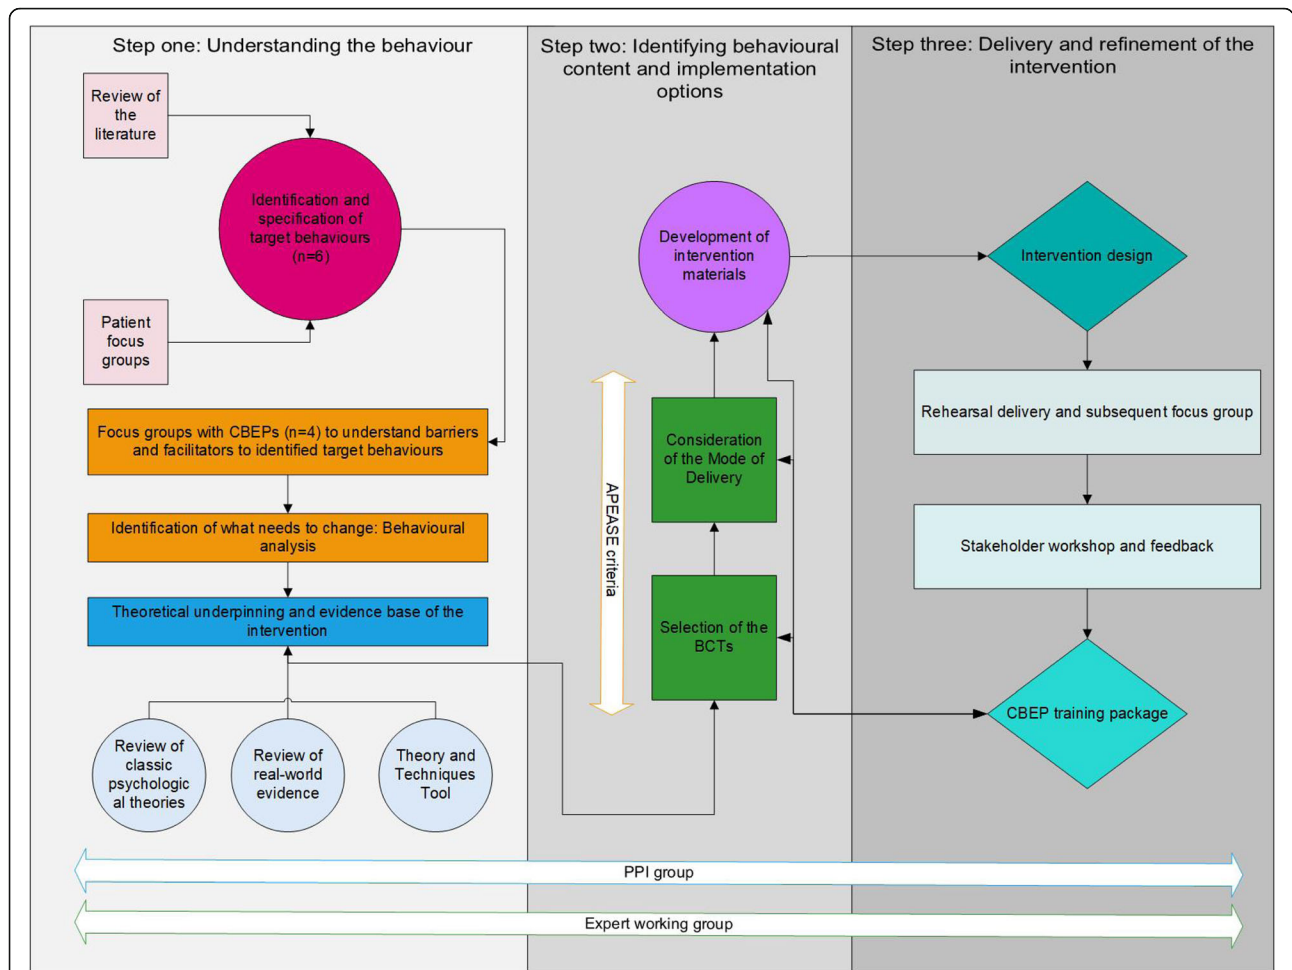 Step one: Understanding the behaviour
Review of
the
literature
Identification and
specification of
target behaviours
(n=6)
Patient
focus
groups
Focus groups with CBEPs (n=4) to understand barriers
and facilitators to identified target behaviours
Identification of what needs to change: Behavioural
analysis
Theoretical underpinning and evidence base of the
intervention
Review of
classic
psychologic
al theories
Review of
real-world
evidence
Theory and
Techniques
Tool
Step two: Identifying behavioural
content and implementation
options
Development of
intervention
materials
Consideration
of the Mode of
Delivery
APEASE criteria
Selection of the
BCTs
Step three: Delivery and refinement of the
intervention
Intervention design
Rehearsal delivery and subsequent focus group
Stakeholder workshop and feedback
CBEP training package
PPI group
Expert working group